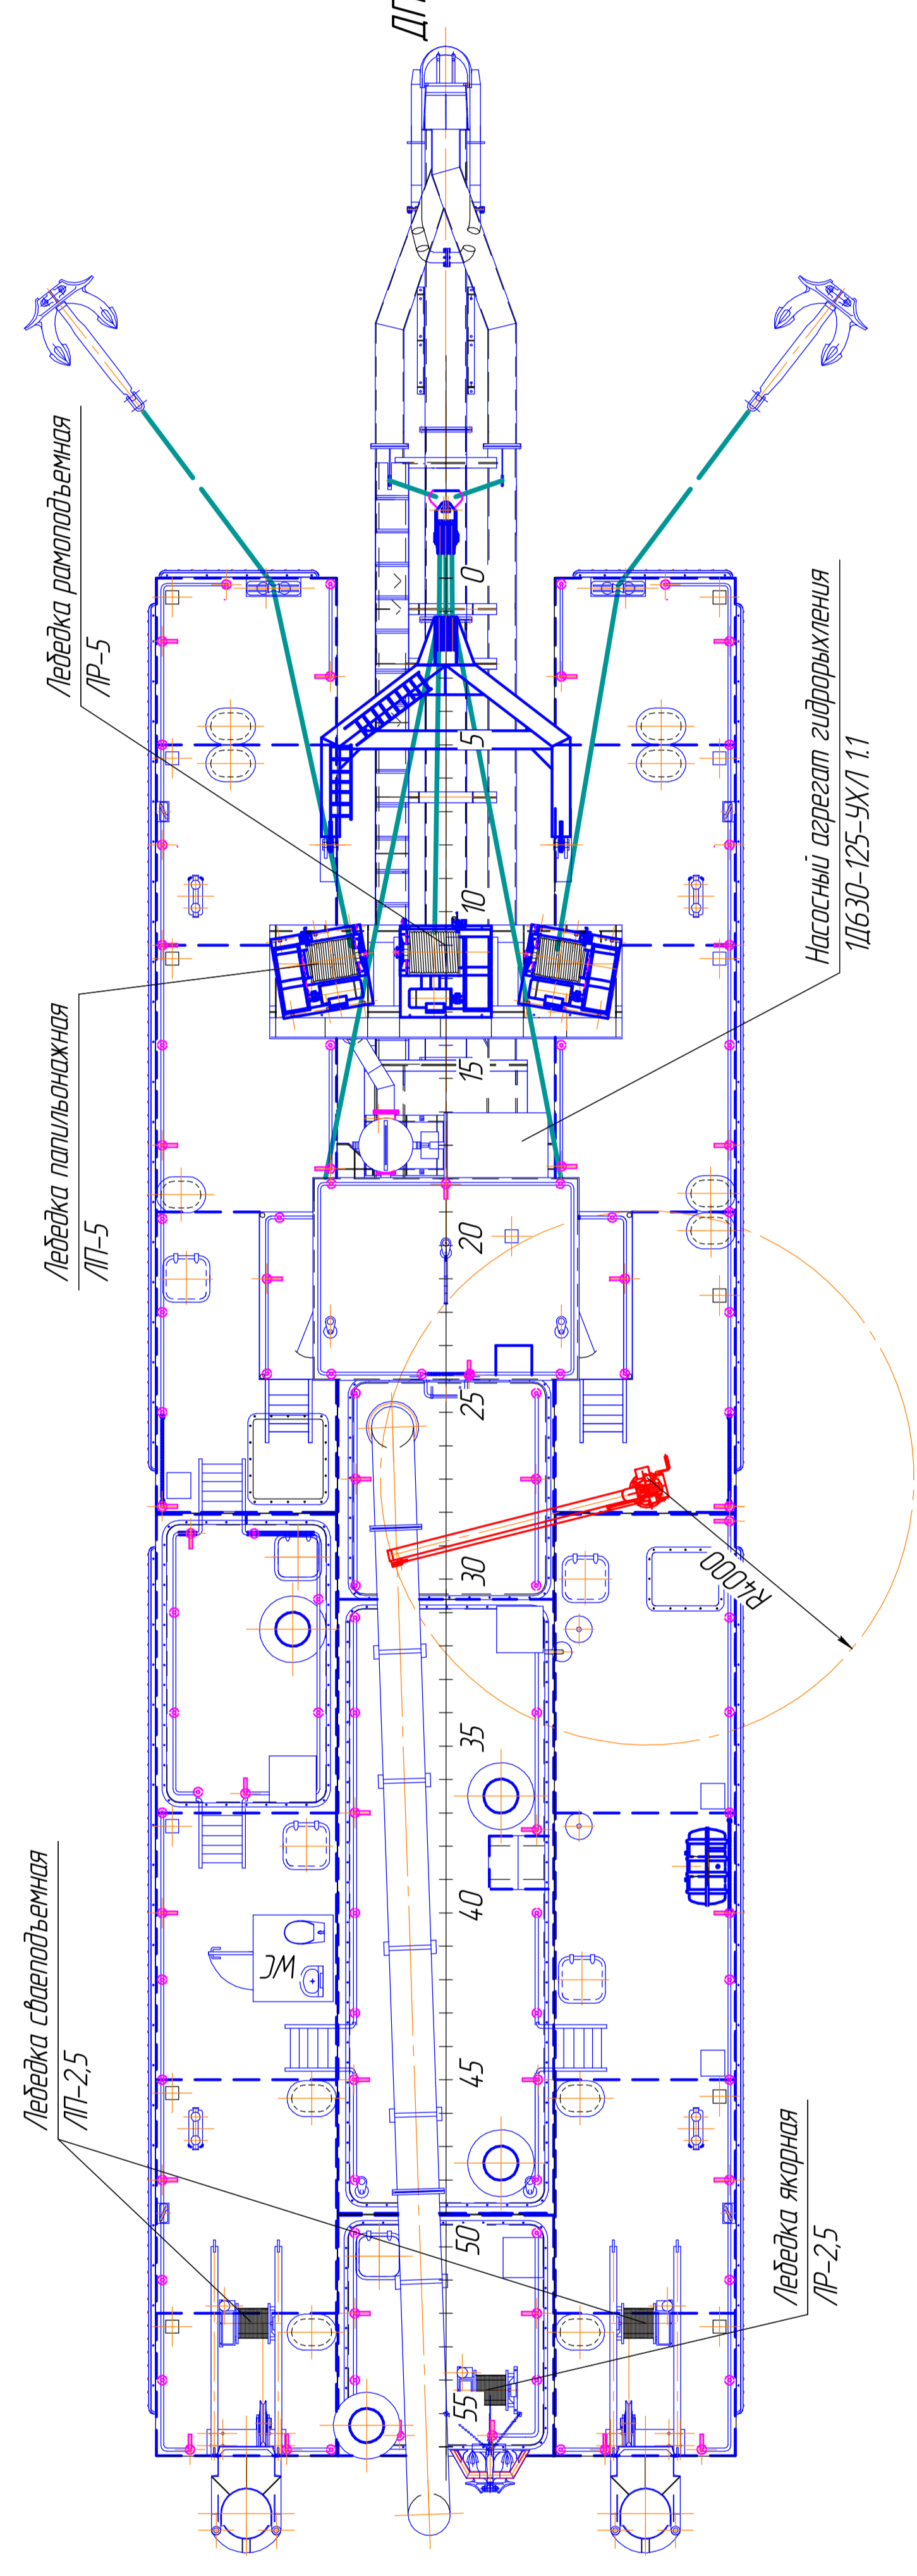 ДП
Лебедка рамоподъемная
ЛР-5
Лебедка папильонажная
ЛП-5
Насосный агрегат гидрорыхления
1Д630-125-УХЛ 1.1
0
5
10
15
20
25
30
35
40
45
50
55
R4000
WC
Лебедка сваеподъемная
ЛП-2,5
Лебедка якорная
ЛР-2,5